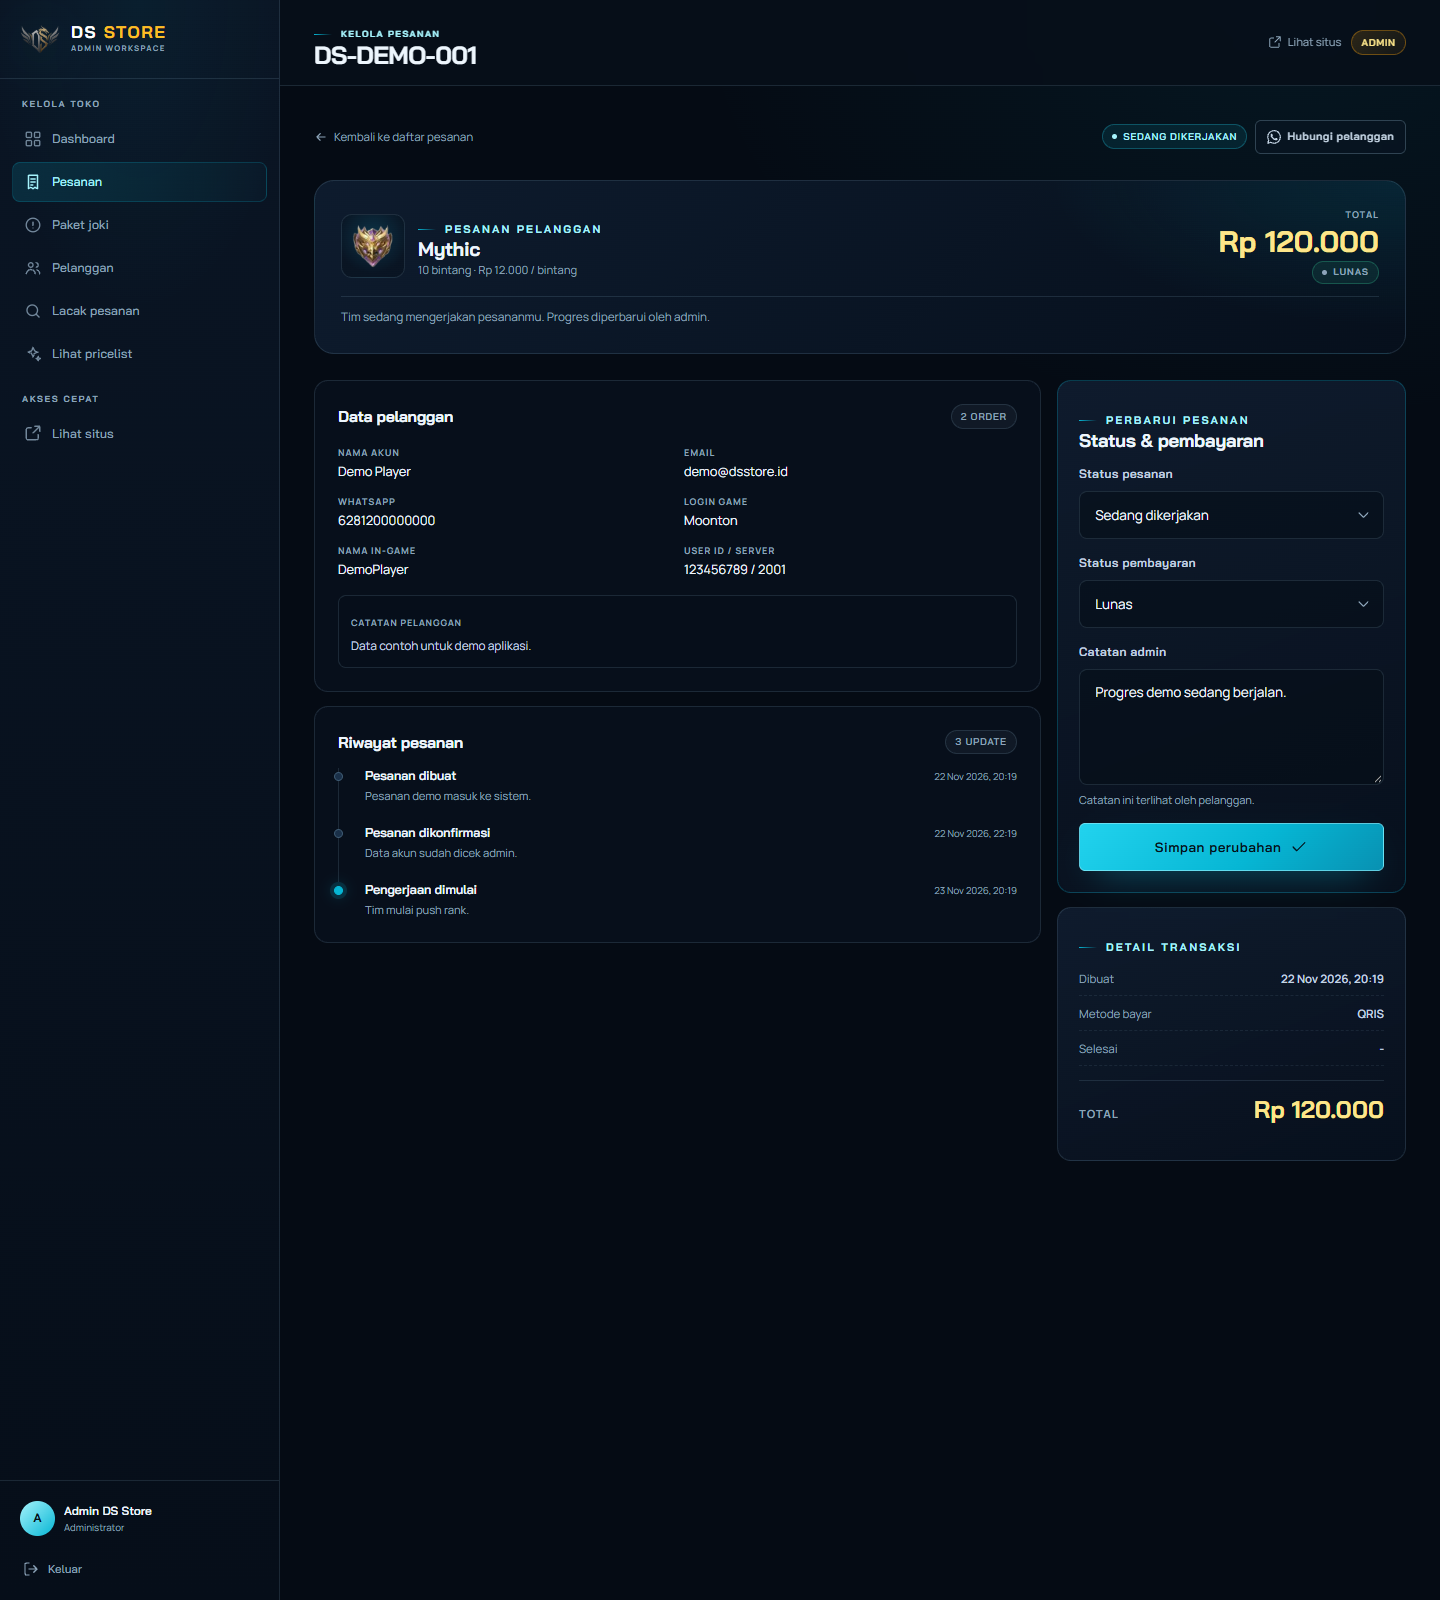 DS STORE
ADMIN WORKSPACE
KELOLA TOKO
Dashboard
Pesanan
Paket joki
Pelanggan
Lacak pesanan
Lihat pricelist
AKSES CEPAT
Lihat situs
A
Admin DS Store
Administrator
Keluar
KELOLA PESANAN
DS-DEMO-001
Lihat situs
ADMIN
Kembali ke daftar pesanan
SEDANG DIKERJAKAN
Hubungi pelanggan
PESANAN PELANGGAN
Mythic
10 bintang · Rp 12.000 / bintang
TOTAL
Rp 120.000
LUNAS
Tim sedang mengerjakan pesananmu. Progres diperbarui oleh admin.
Data pelanggan
2 ORDER
NAMA AKUN
Demo Player
EMAIL
demo@dsstore.id
WHATSAPP
6281200000000
LOGIN GAME
Moonton
NAMA IN-GAME
DemoPlayer
USER ID / SERVER
123456789 / 2001
CATATAN PELANGGAN
Data contoh untuk demo aplikasi.
Riwayat pesanan
3 UPDATE
Pesanan dibuat
22 Nov 2026, 20:19
Pesanan demo masuk ke sistem.
Pesanan dikonfirmasi
22 Nov 2026, 22:19
Data akun sudah dicek admin.
Pengerjaan dimulai
23 Nov 2026, 20:19
Tim mulai push rank.
PERBARUI PESANAN
Status & pembayaran
Status pesanan
Sedang dikerjakan
Status pembayaran
Lunas
Catatan admin
Progres demo sedang berjalan.
Catatan ini terlihat oleh pelanggan.
Simpan perubahan
DETAIL TRANSAKSI
Dibuat
22 Nov 2026, 20:19
Metode bayar
QRIS
Selesai
-
TOTAL
Rp 120.000